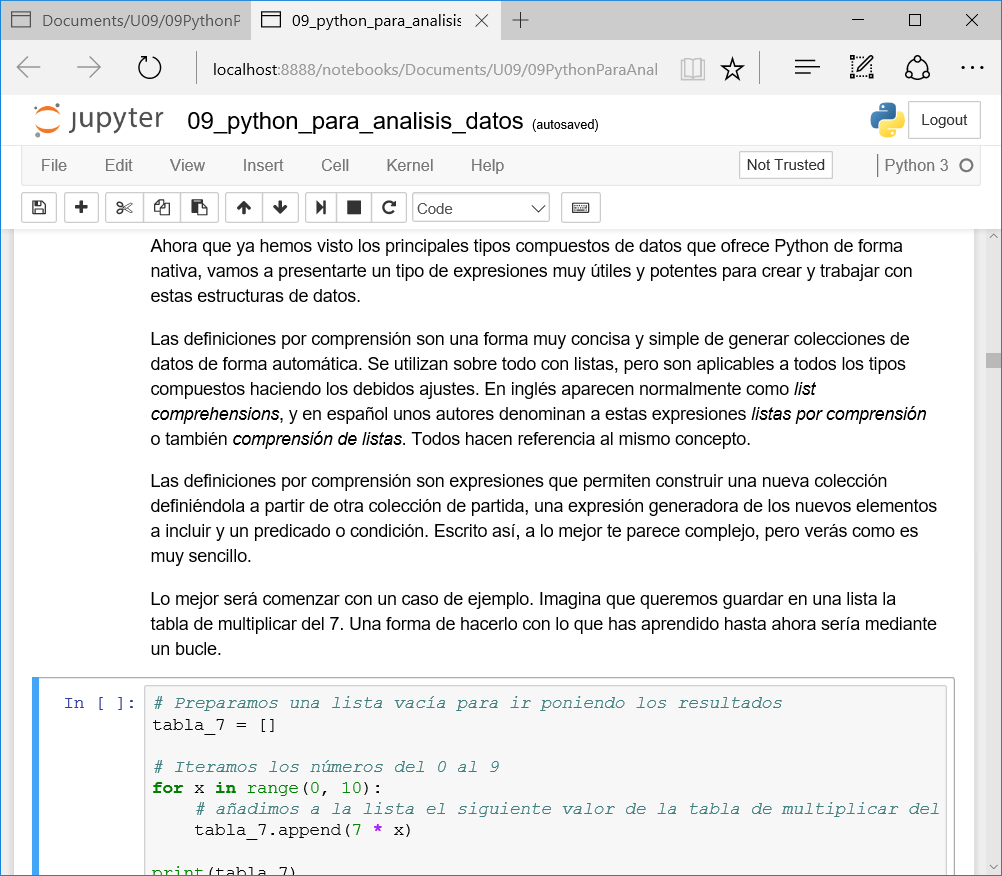 Documents/U09/09PythonP
09_python_para_analisis
localhost:8888/notebooks/Documents/U09/09PythonParaAnal
jupyter 09_python_para_analisis_datos (autosaved) Logout
File Edit View Insert Cell Kernel Help Not Trusted Python 3
Code
Ahora que ya hemos visto los principales tipos compuestos de datos que ofrece Python de forma
nativa, vamos a presentarte un tipo de expresiones muy útiles y potentes para crear y trabajar con
estas estructuras de datos.
Las definiciones por comprensión son una forma muy concisa y simple de generar colecciones de
datos de forma automática. Se utilizan sobre todo con listas, pero son aplicables a todos los tipos
compuestos haciendo los debidos ajustes. En inglés aparecen normalmente como list
comprehensions, y en español unos autores denominan a estas expresiones listas por comprensión
o también comprensión de listas. Todos hacen referencia al mismo concepto.
Las definiciones por comprensión son expresiones que permiten construir una nueva colección
definiéndola a partir de otra colección de partida, una expresión generadora de los nuevos elementos
a incluir y un predicado o condición. Escrito así, a lo mejor te parece complejo, pero verás como es
muy sencillo.
Lo mejor será comenzar con un caso de ejemplo. Imagina que queremos guardar en una lista la
tabla de multiplicar del 7. Una forma de hacerlo con lo que has aprendido hasta ahora sería mediante
un bucle.
In [ ]: # Preparamos una lista vacía para ir poniendo los resultados
tabla_7 = []
# Iteramos los números del 0 al 9
for x in range(0, 10):
# añadimos a la lista el siguiente valor de la tabla de multiplicar del
tabla_7.append(7 * x)
print(tabla_7)